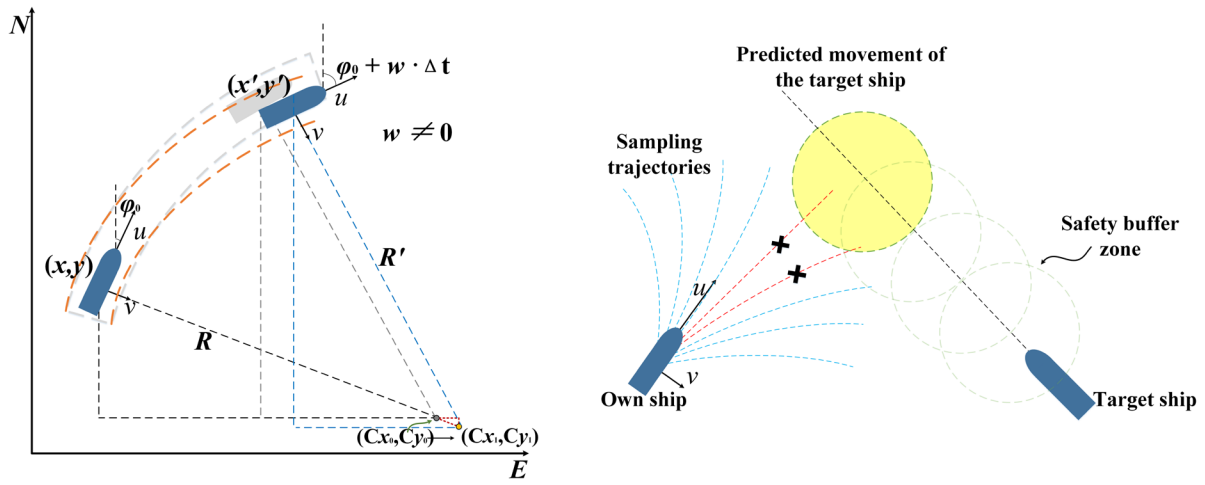 N
(x′,y′)
φ₀ + w · Δ t
u
v
w ≠ 0
φ₀
u
(x,y)
v
R
R′
(Cx₀,Cy₀)
(Cx₁,Cy₁)
E
Predicted movement of
the target ship
Sampling
trajectories
Safety buffer
zone
u
v
Own ship
Target ship